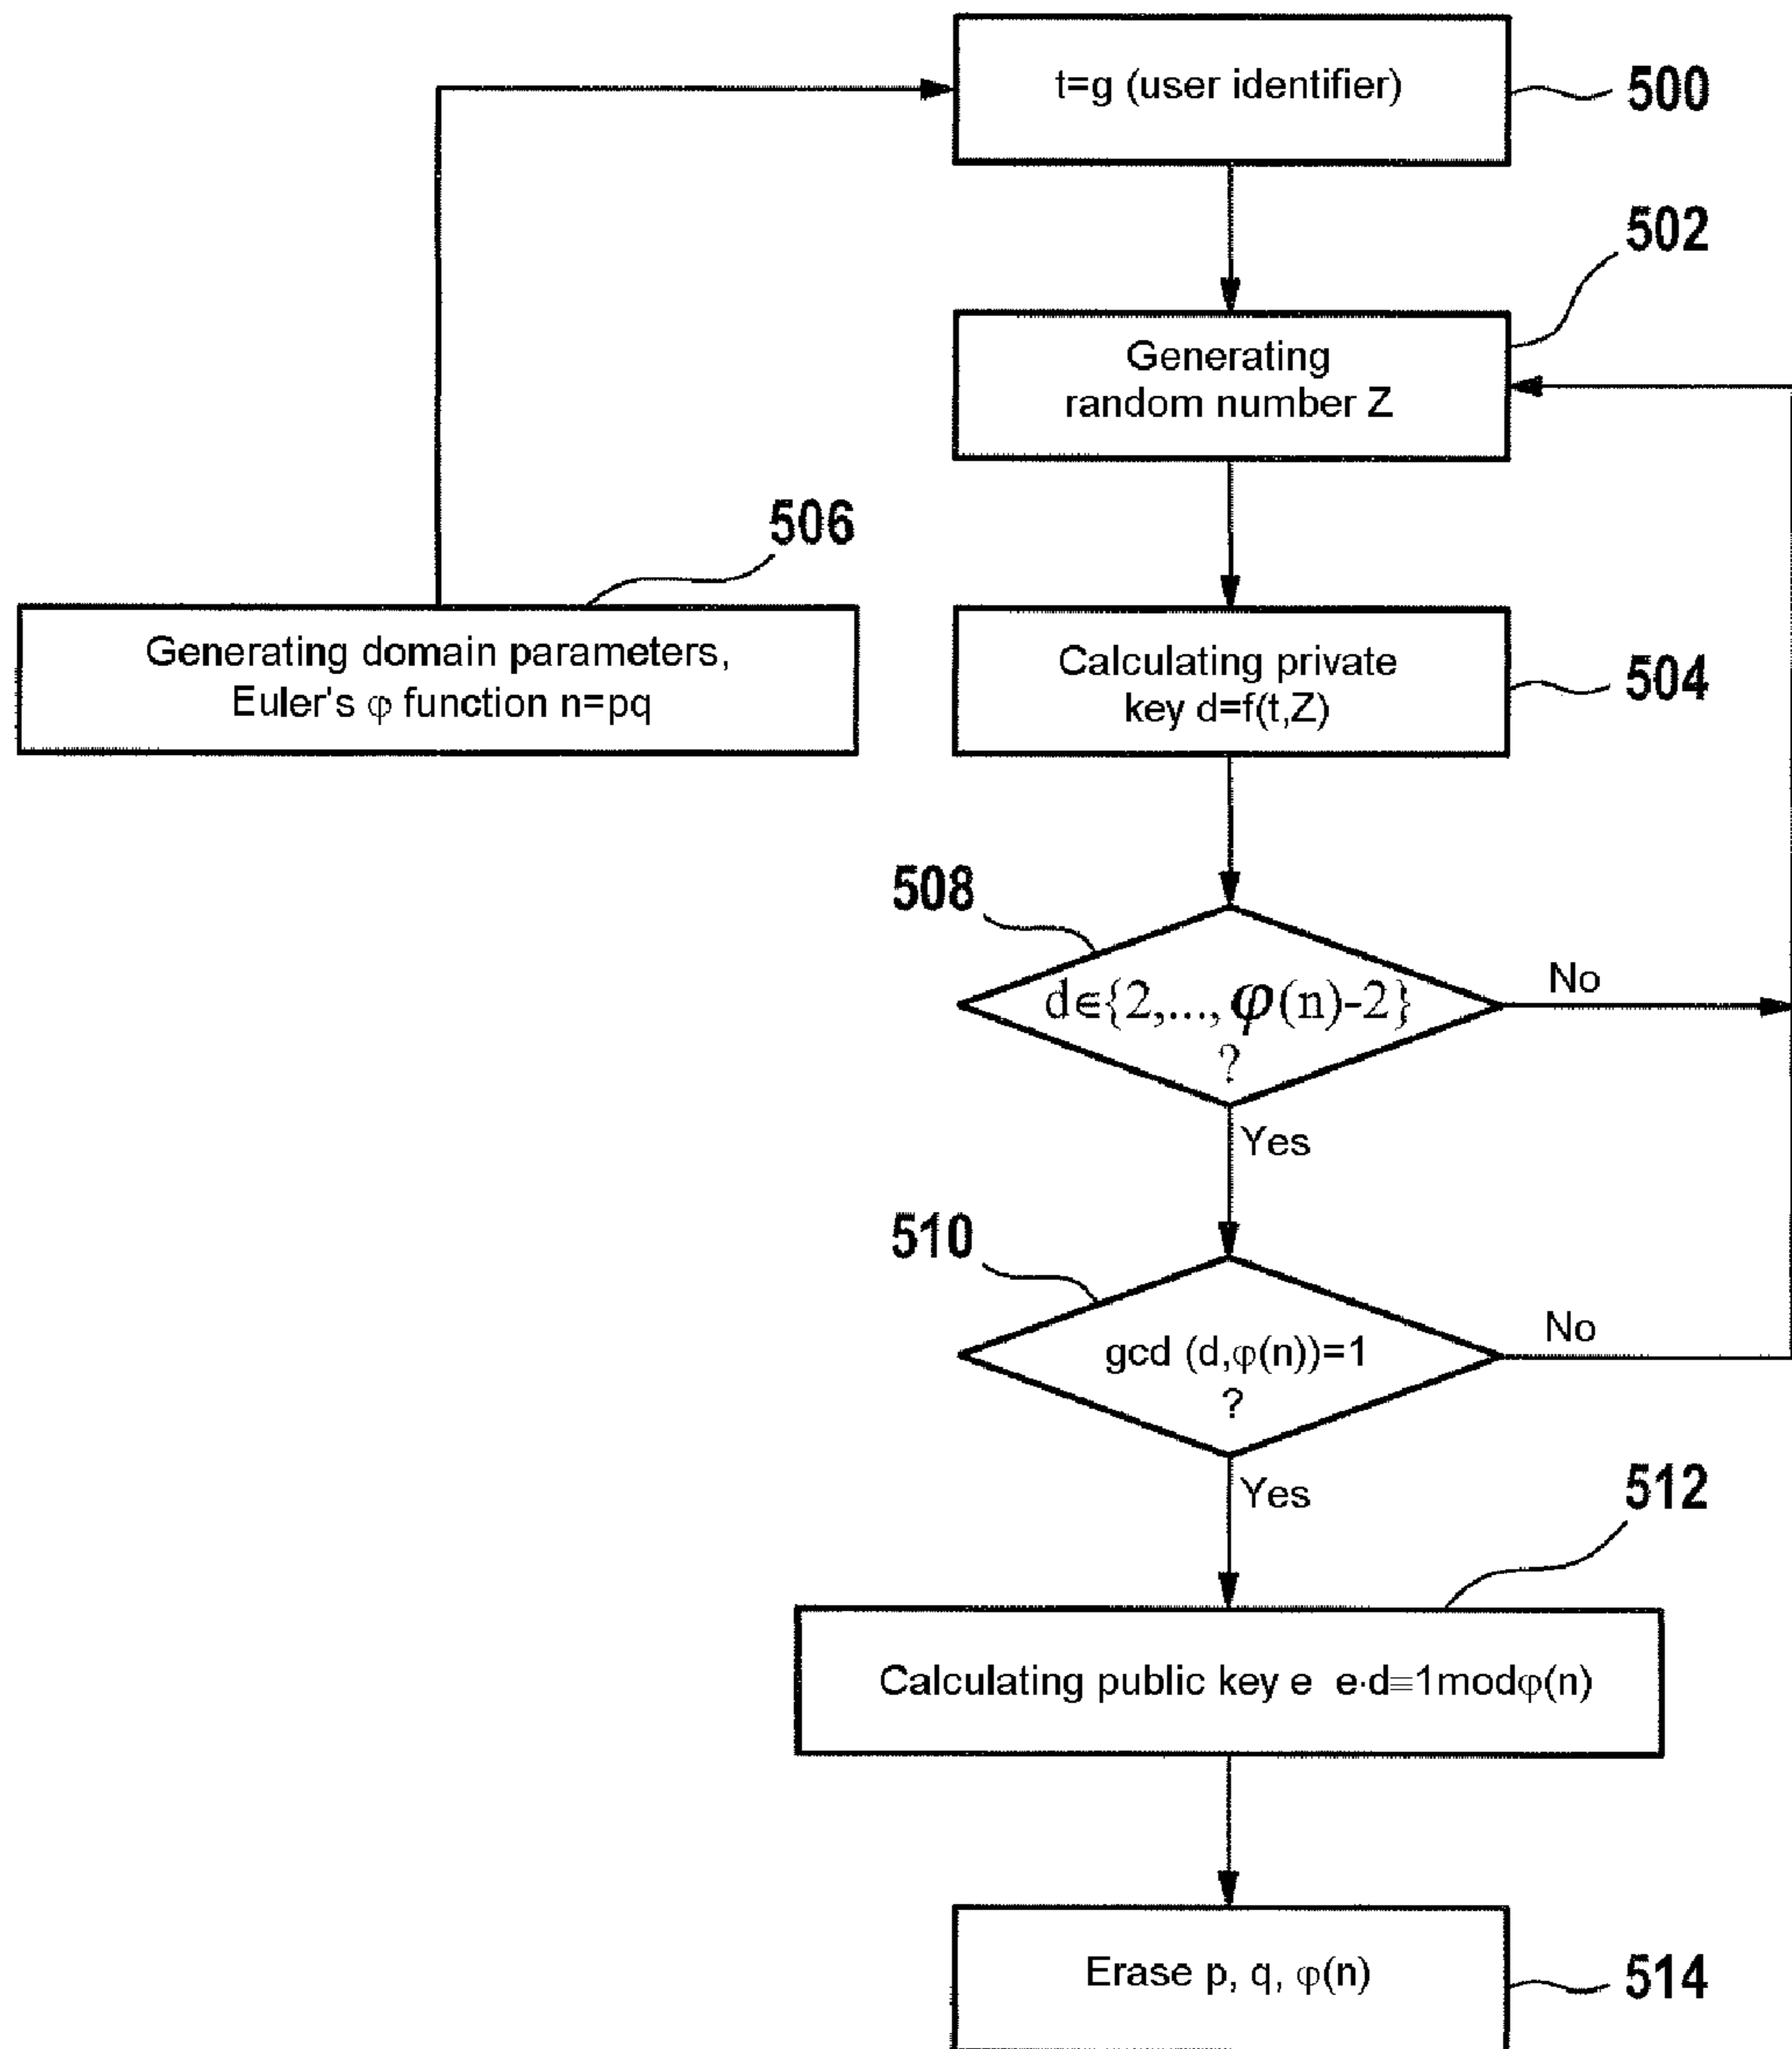 t=g (user identifier)
500
502
Generating
random number Z
506
Generating domain parameters,
Euler's φ function n=pq
Calculating private
key d=f(t,Z)
504
508
d∈{2,..., φ(n)-2}
?
No
Yes
510
gcd (d,φ(n))=1
?
No
Yes
512
Calculating public key e e·d≡1modφ(n)
Erase p, q, φ(n)
514